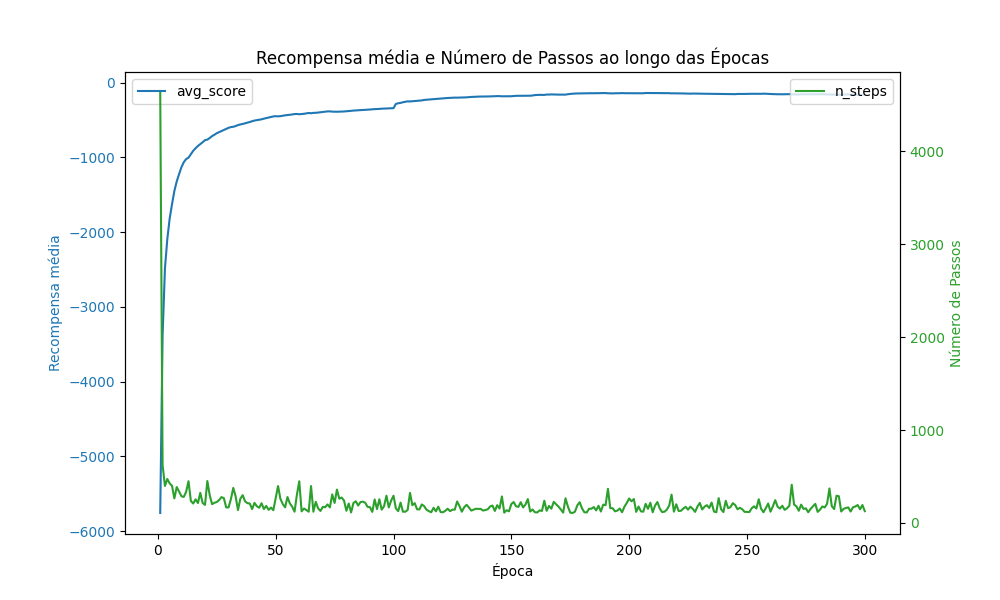 Recompensa média e Número de Passos ao longo das Épocas
avg_score
n_steps
Recompensa média
0
−1000
−2000
−3000
−4000
−5000
−6000
Número de Passos
4000
3000
2000
1000
0
0 50 100 150 200 250 300
Época